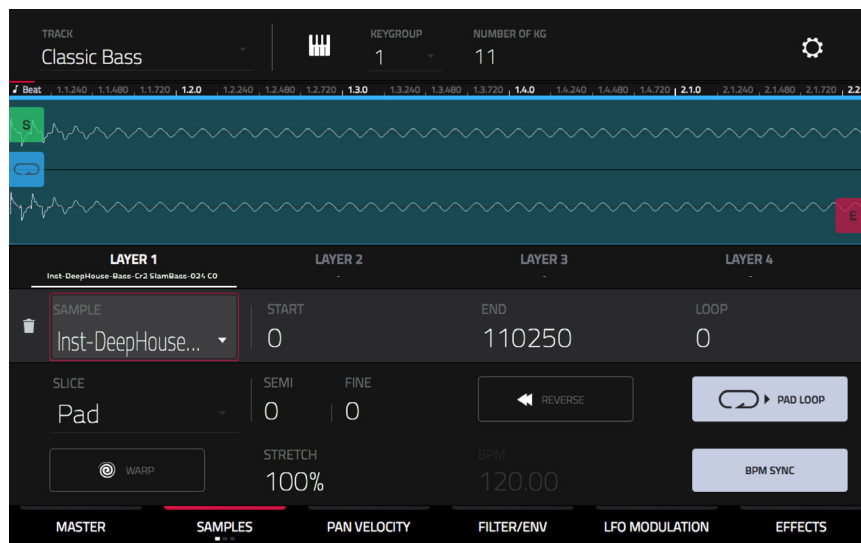 TRACK
Classic Bass
KEYGROUP
1
NUMBER OF KG
11
Beat 1.1.240 1.1.480 1.1.720 1.2.0 1.2.240 1.2.480 1.2.720 1.3.0 1.3.240 1.3.480 1.3.720 1.4.0 1.4.240 1.4.480 1.4.720 2.1.0 2.1.240 2.1.480 2.1.720 2.2
S
E
LAYER 1 LAYER 2 LAYER 3 LAYER 4
Inst-DeepHouse-Bass-Cr2 SlamBass-024 C0 - - -
SAMPLE START END LOOP
Inst-DeepHouse... 0 110250 0
SLICE SEMI FINE
Pad 0 0
REVERSE
PAD LOOP
WARP
STRETCH
100%
BPM
120.00
BPM SYNC
MASTER SAMPLES PAN VELOCITY FILTER/ENV LFO MODULATION EFFECTS